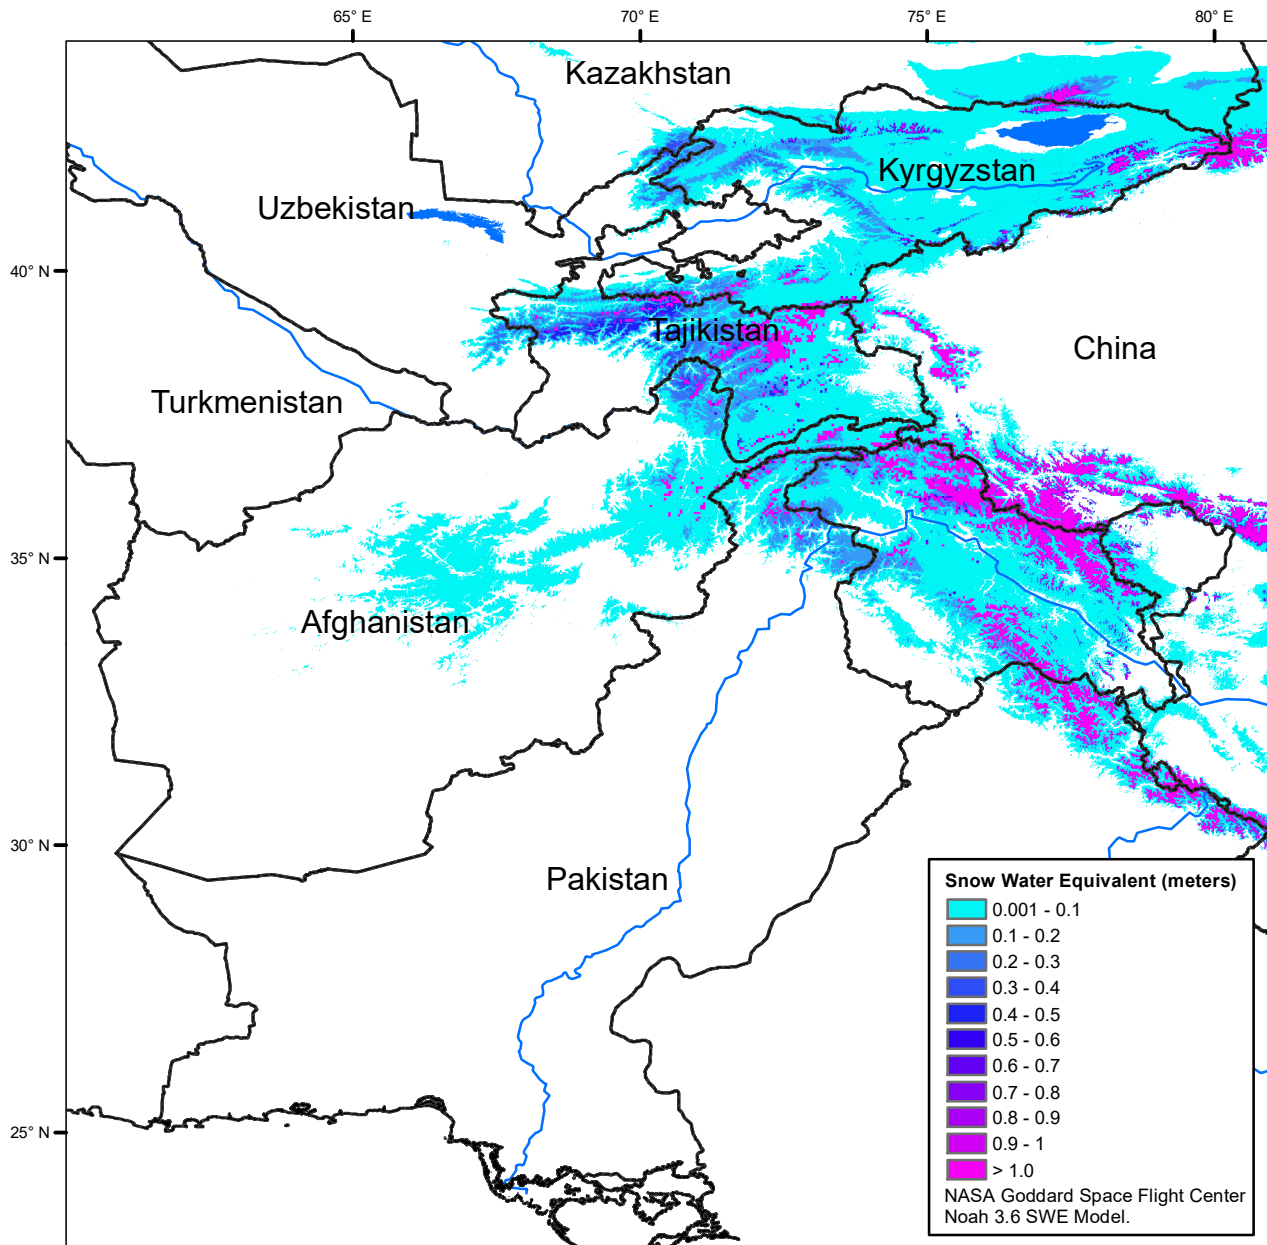 65° E
70° E
75° E
80° E
Kazakhstan
Kyrgyzstan
Uzbekistan
40° N
Tajikistan
China
Turkmenistan
35° N
Afghanistan
30° N
Pakistan
Snow Water Equivalent (meters)
0.001 - 0.1
0.1 - 0.2
0.2 - 0.3
0.3 - 0.4
0.4 - 0.5
0.5 - 0.6
0.6 - 0.7
0.7 - 0.8
0.8 - 0.9
0.9 - 1
> 1.0
25° N
NASA Goddard Space Flight Center
Noah 3.6 SWE Model.